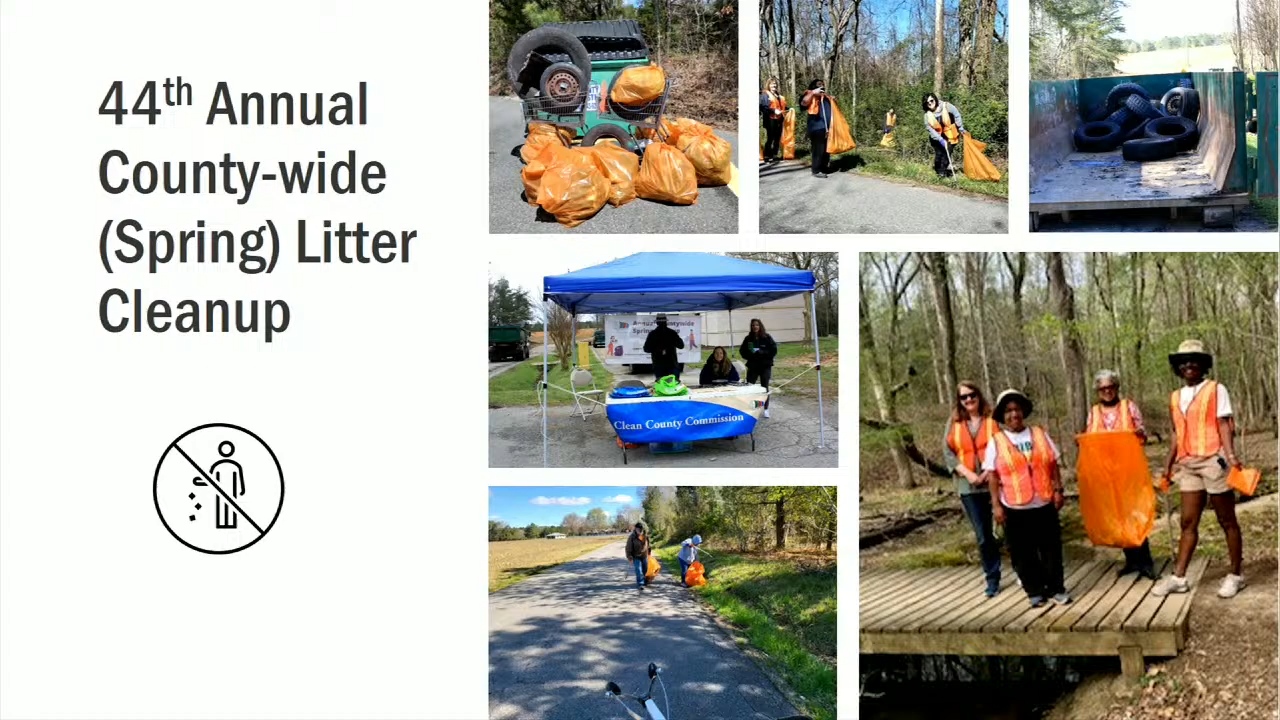 44th Annual
County-wide
(Spring) Litter
Cleanup
Clean County Commission